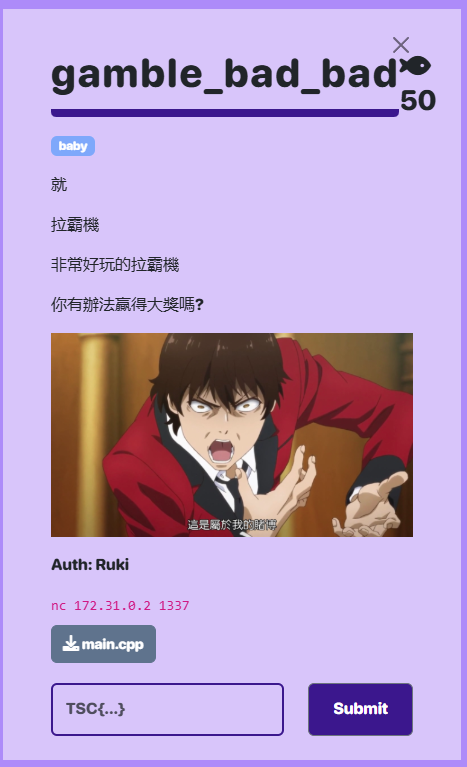 gamble_bad_bad
50
baby
就
拉霸機
非常好玩的拉霸機
你有辦法贏得大獎嗎?
這是屬於我的賭博
Auth: Ruki
nc 172.31.0.2 1337
main.cpp
TSC{...}
Submit